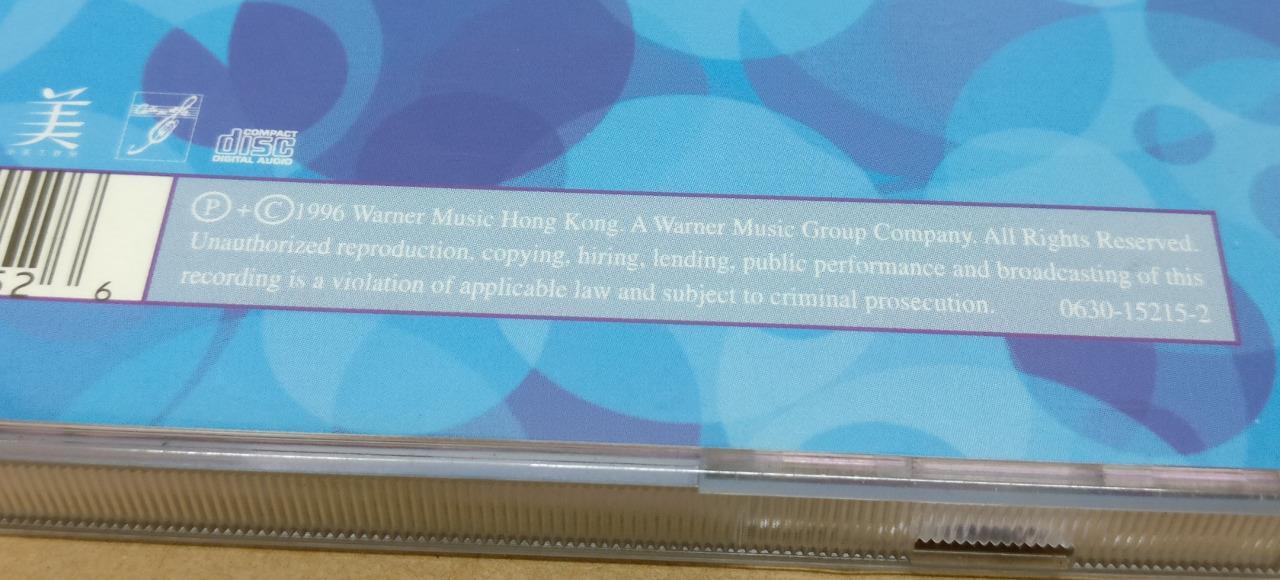 美
COMPACT
disc
DIGITAL AUDIO
Ⓟ+Ⓒ1996 Warner Music Hong Kong. A Warner Music Group Company. All Rights Reserved.
Unauthorized reproduction, copying, hiring, lending, public performance and broadcasting of this
recording is a violation of applicable law and subject to criminal prosecution. 0630-15215-2
52 6